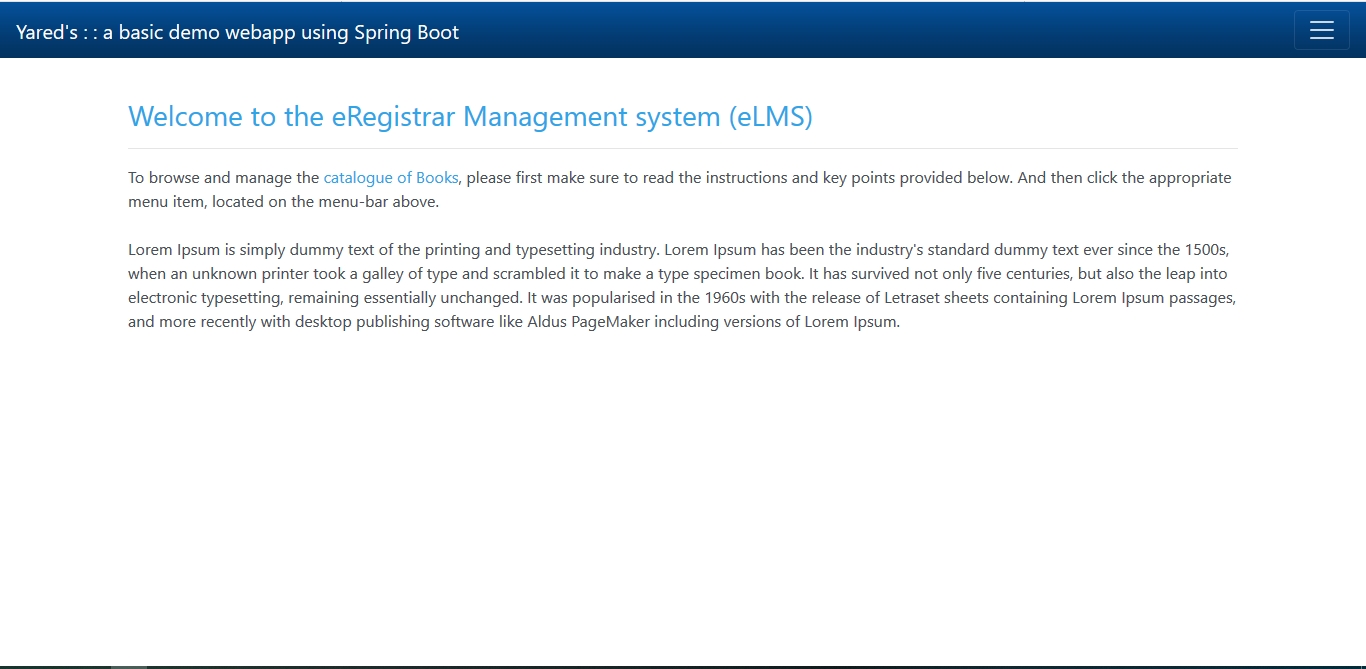 Yared's : : a basic demo webapp using Spring Boot
Welcome to the eRegistrar Management system (eLMS)
To browse and manage the catalogue of Books, please first make sure to read the instructions and key points provided below. And then click the appropriate
menu item, located on the menu-bar above.
Lorem Ipsum is simply dummy text of the printing and typesetting industry. Lorem Ipsum has been the industry's standard dummy text ever since the 1500s,
when an unknown printer took a galley of type and scrambled it to make a type specimen book. It has survived not only five centuries, but also the leap into
electronic typesetting, remaining essentially unchanged. It was popularised in the 1960s with the release of Letraset sheets containing Lorem Ipsum passages,
and more recently with desktop publishing software like Aldus PageMaker including versions of Lorem Ipsum.